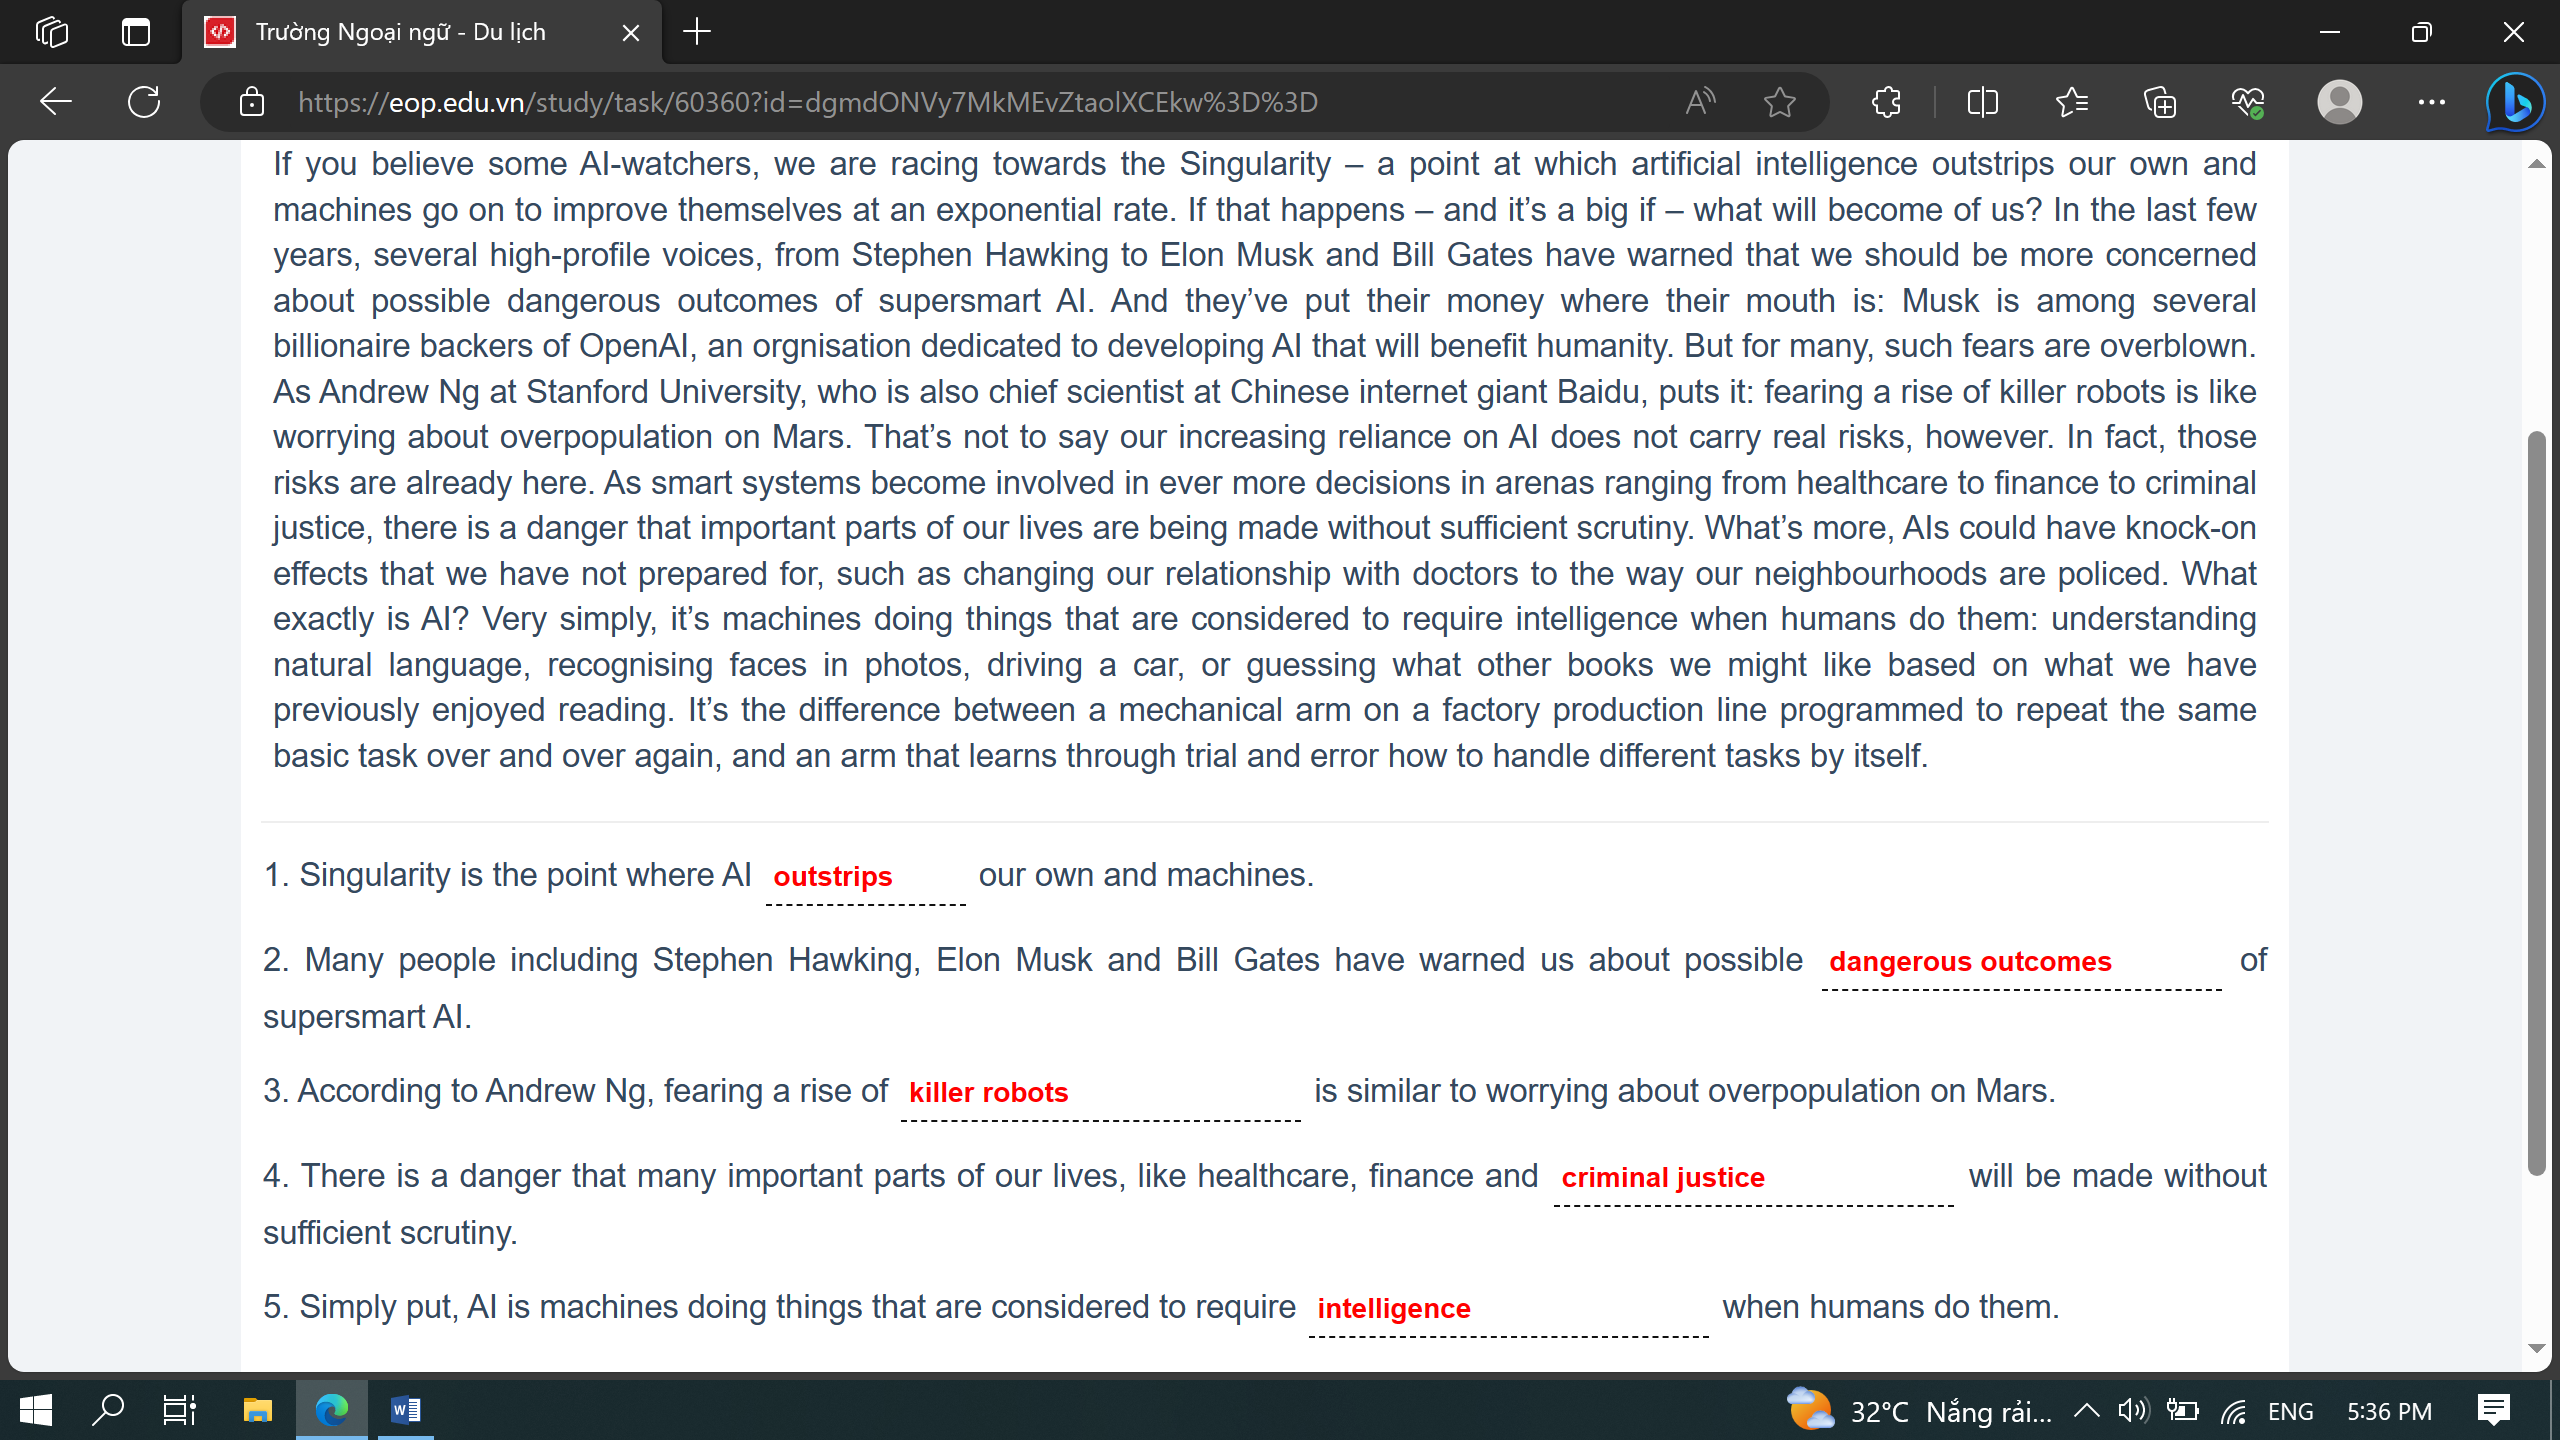 Trường Ngoại ngữ - Du lịch
https://eop.edu.vn/study/task/60360?id=dgmdONVy7MkMEvZtaolXCEkw%3D%3D
If you believe some AI-watchers, we are racing towards the Singularity – a point at which artificial intelligence outstrips our own and
machines go on to improve themselves at an exponential rate. If that happens – and it’s a big if – what will become of us? In the last few
years, several high-profile voices, from Stephen Hawking to Elon Musk and Bill Gates have warned that we should be more concerned
about possible dangerous outcomes of supersmart AI. And they’ve put their money where their mouth is: Musk is among several
billionaire backers of OpenAI, an orgnisation dedicated to developing AI that will benefit humanity. But for many, such fears are overblown.
As Andrew Ng at Stanford University, who is also chief scientist at Chinese internet giant Baidu, puts it: fearing a rise of killer robots is like
worrying about overpopulation on Mars. That’s not to say our increasing reliance on AI does not carry real risks, however. In fact, those
risks are already here. As smart systems become involved in ever more decisions in arenas ranging from healthcare to finance to criminal
justice, there is a danger that important parts of our lives are being made without sufficient scrutiny. What’s more, AIs could have knock-on
effects that we have not prepared for, such as changing our relationship with doctors to the way our neighbourhoods are policed. What
exactly is AI? Very simply, it’s machines doing things that are considered to require intelligence when humans do them: understanding
natural language, recognising faces in photos, driving a car, or guessing what other books we might like based on what we have
previously enjoyed reading. It’s the difference between a mechanical arm on a factory production line programmed to repeat the same
basic task over and over again, and an arm that learns through trial and error how to handle different tasks by itself.
1. Singularity is the point where AI outstrips our own and machines.
2. Many people including Stephen Hawking, Elon Musk and Bill Gates have warned us about possible dangerous outcomes of
supersmart AI.
3. According to Andrew Ng, fearing a rise of killer robots is similar to worrying about overpopulation on Mars.
4. There is a danger that many important parts of our lives, like healthcare, finance and criminal justice will be made without
sufficient scrutiny.
5. Simply put, AI is machines doing things that are considered to require intelligence when humans do them.
32°C Nắng rải... ENG 5:36 PM